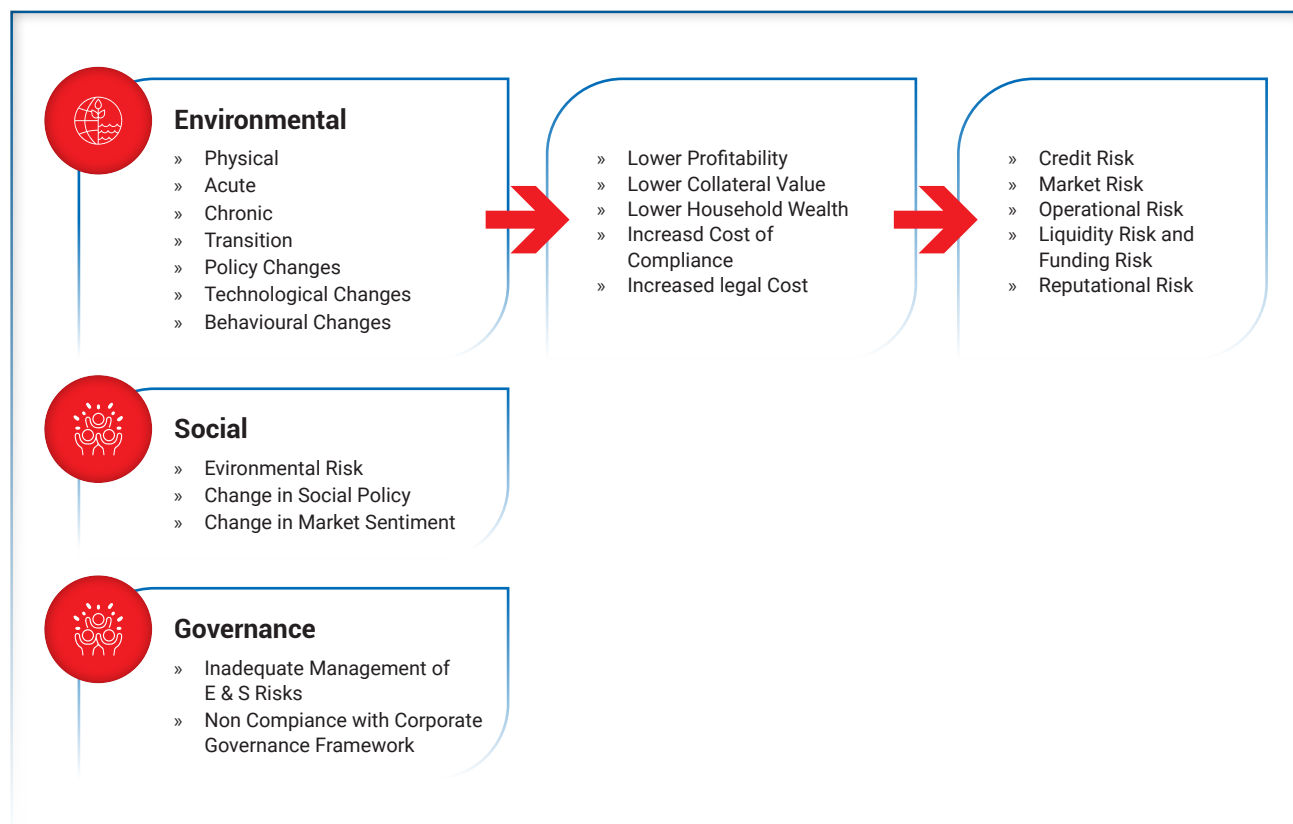 Environmental
» Physical
» Acute
» Chronic
» Transition
» Policy Changes
» Technological Changes
» Behavioural Changes
» Lower Profitability
» Lower Collateral Value
» Lower Household Wealth
» Increasd Cost of
Compliance
» Increased legal Cost
» Credit Risk
» Market Risk
» Operational Risk
» Liquidity Risk and
Funding Risk
» Reputational Risk
Social
» Evironmental Risk
» Change in Social Policy
» Change in Market Sentiment
Governance
» Inadequate Management of
E & S Risks
» Non Compiance with Corporate
Governance Framework